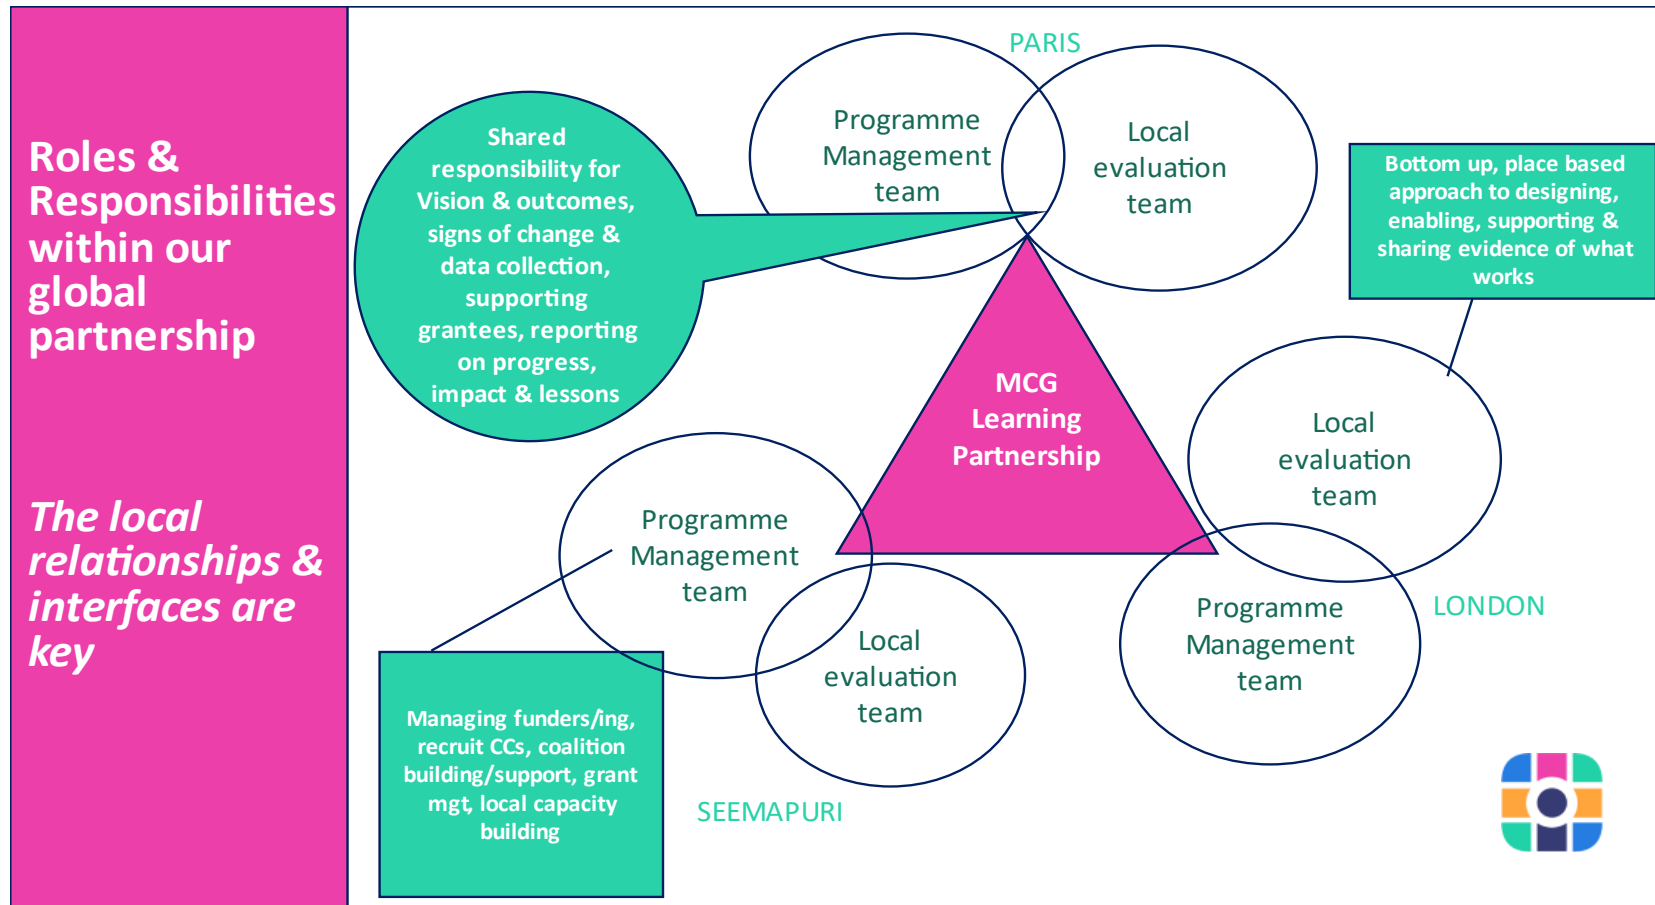 Roles &
Responsibilities
within our
global
partnership
The local
relationships &
interfaces are
key
PARIS
Programme
Management
team
Local
evaluation
team
Shared
responsibility for
Vision & outcomes,
signs of change &
data collection,
supporting
grantees, reporting
on progress,
impact & lessons
Bottom up, place based
approach to designing,
enabling, supporting &
sharing evidence of what
works
MCG
Learning
Partnership
Local
evaluation
team
Programme
Management
team
LONDON
Programme
Management
team
Local
evaluation
team
Managing funders/ing,
recruit CCs, coalition
building/support, grant
mgt, local capacity
building
SEEMAPURI